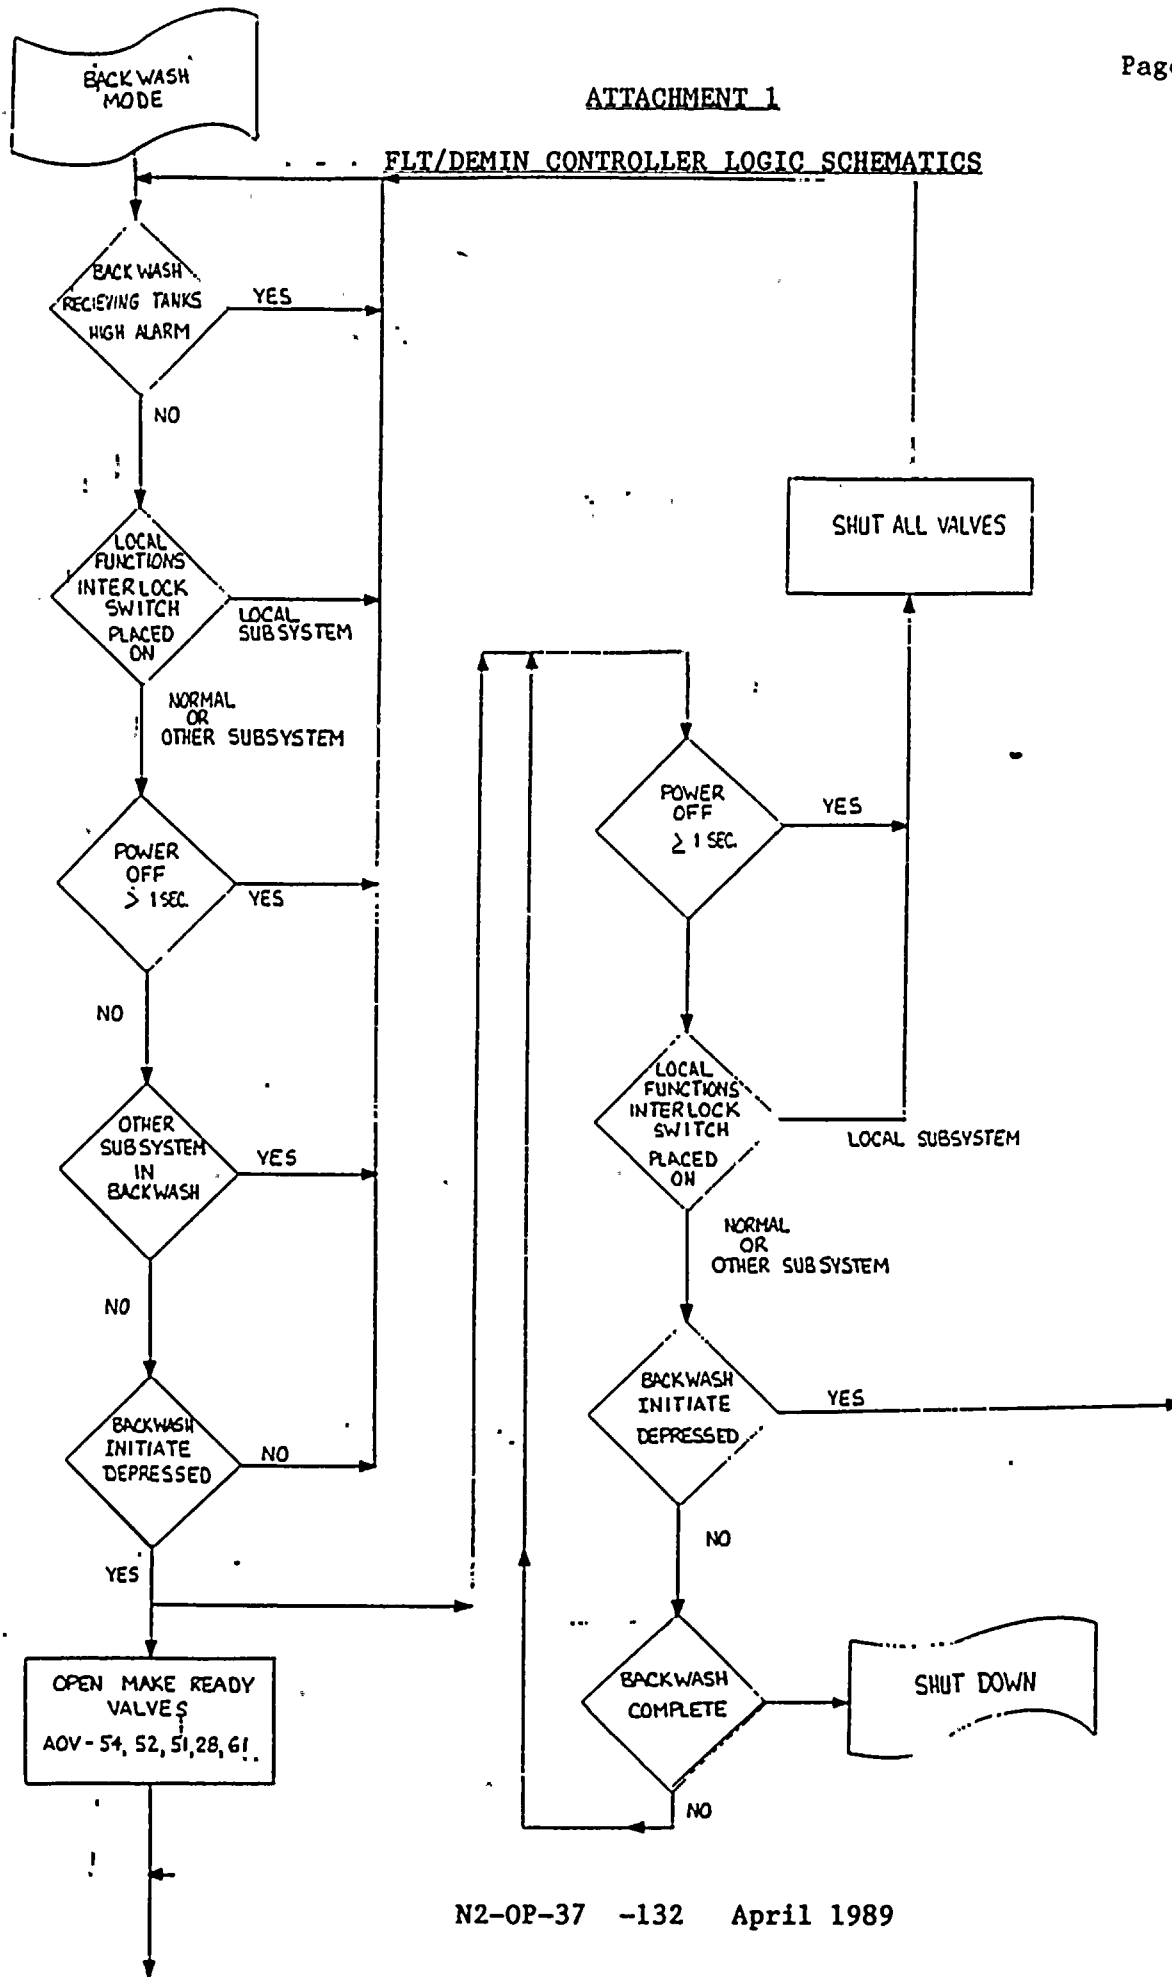 Page
ATTACHMENT 1
FLT/DEMIN CONTROLLER LOGIC SCHEMATICS
BACKWASH
MODE
BACKWASH
RECIEVING TANKS
HIGH ALARM
YES
NO
LOCAL
FUNCTIONS
INTERLOCK
SWITCH
PLACED
ON
LOCAL
SUBSYSTEM
NORMAL
OR
OTHER SUBSYSTEM
POWER
OFF
≥ 1 SEC.
YES
NO
OTHER
SUBSYSTEM
IN
BACKWASH
YES
NO
BACKWASH
INITIATE
DEPRESSED
NO
YES
OPEN MAKE READY
VALVES
AOV-54, 52, 51, 28, 61
SHUT ALL VALVES
POWER
OFF
≥ 1 SEC.
YES
LOCAL
FUNCTIONS
INTERLOCK
SWITCH
PLACED
ON
LOCAL SUBSYSTEM
NORMAL
OR
OTHER SUBSYSTEM
BACKWASH
INITIATE
DEPRESSED
YES
NO
BACKWASH
COMPLETE
NO
SHUT DOWN
N2-OP-37 -132 April 1989